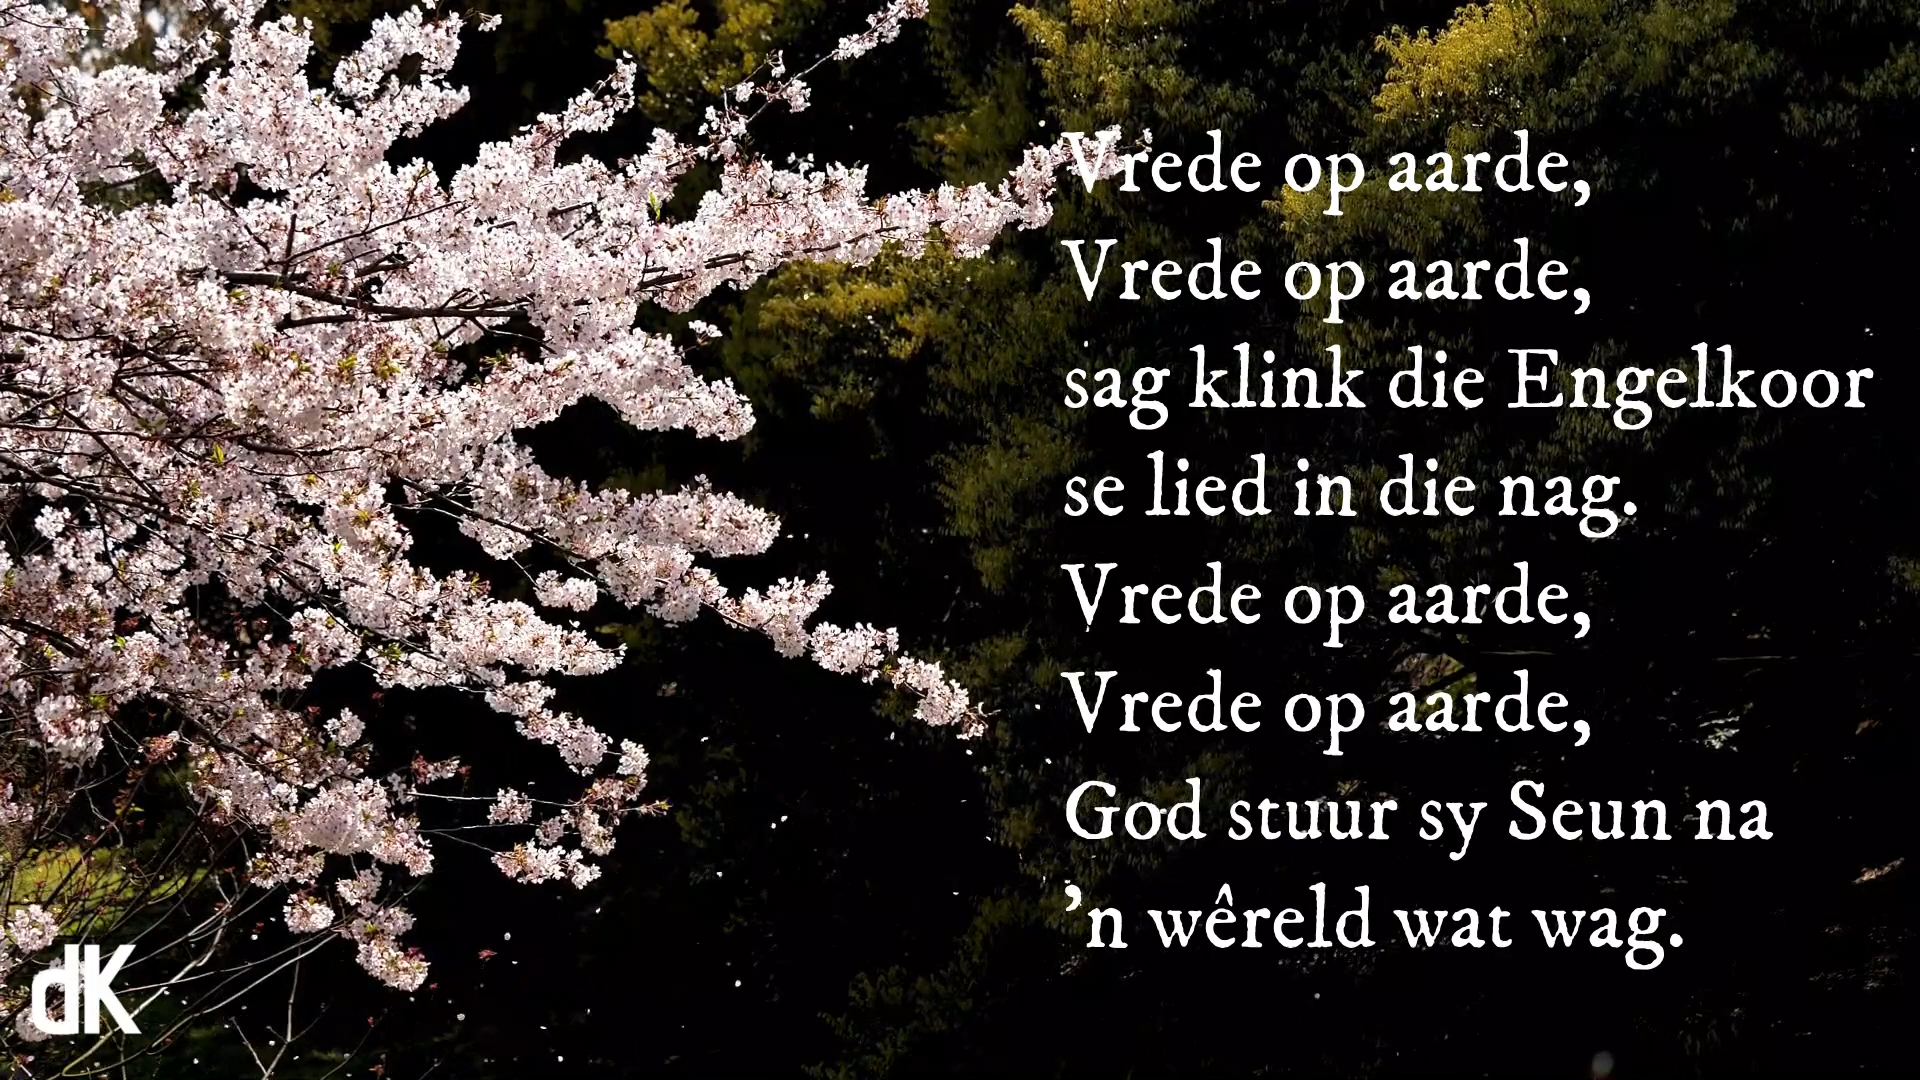 Vrede op aarde,
Vrede op aarde,
sag klink die Engelkoor
se lied in die nag.
Vrede op aarde,
Vrede op aarde,
God stuur sy Seun na
’n wêreld wat wag.
dK